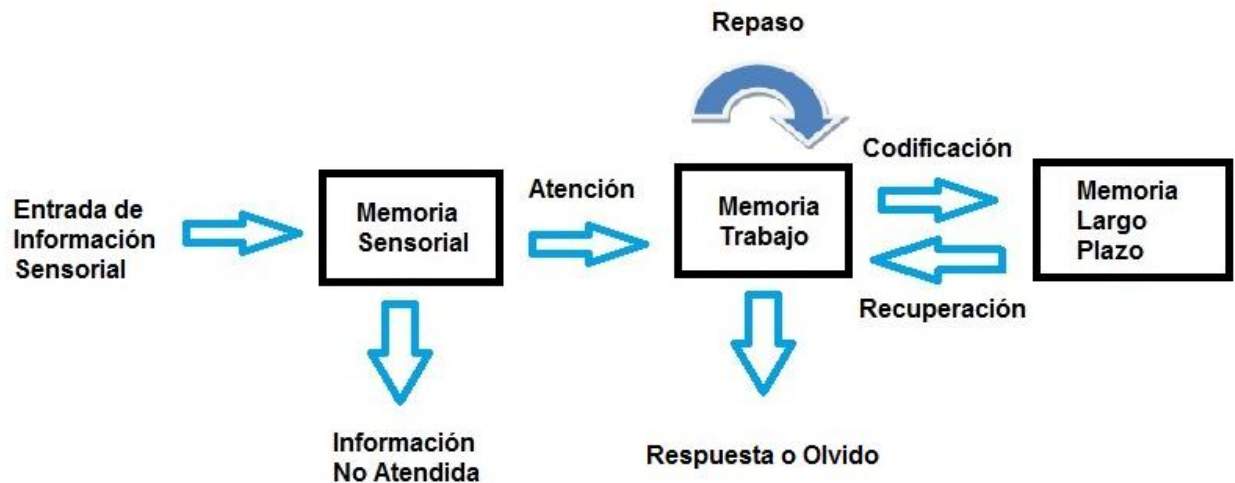 Repaso
Codificación
Atención
Entrada de
Información
Sensorial
Memoria
Sensorial
Memoria
Trabajo
Memoria
Largo
Plazo
Recuperación
Información
No Atendida
Respuesta o Olvido